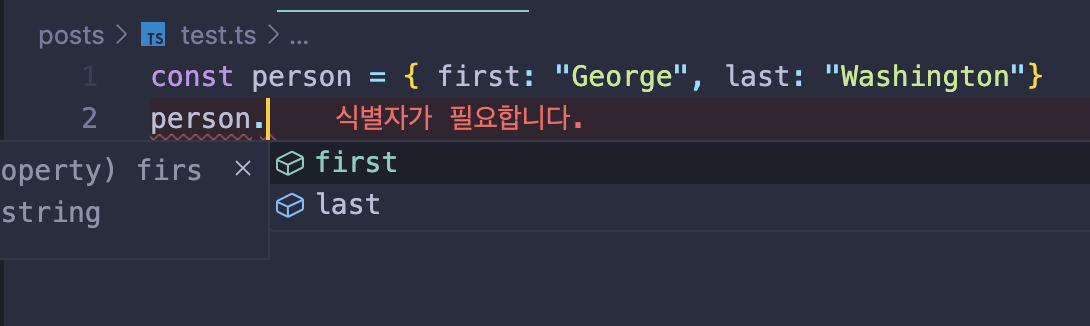 posts > TS test.ts > ...
1 const person = { first: "George", last: "Washington"}
2 person. 식별자가 필요합니다.
operty) firs ×
string
first
last